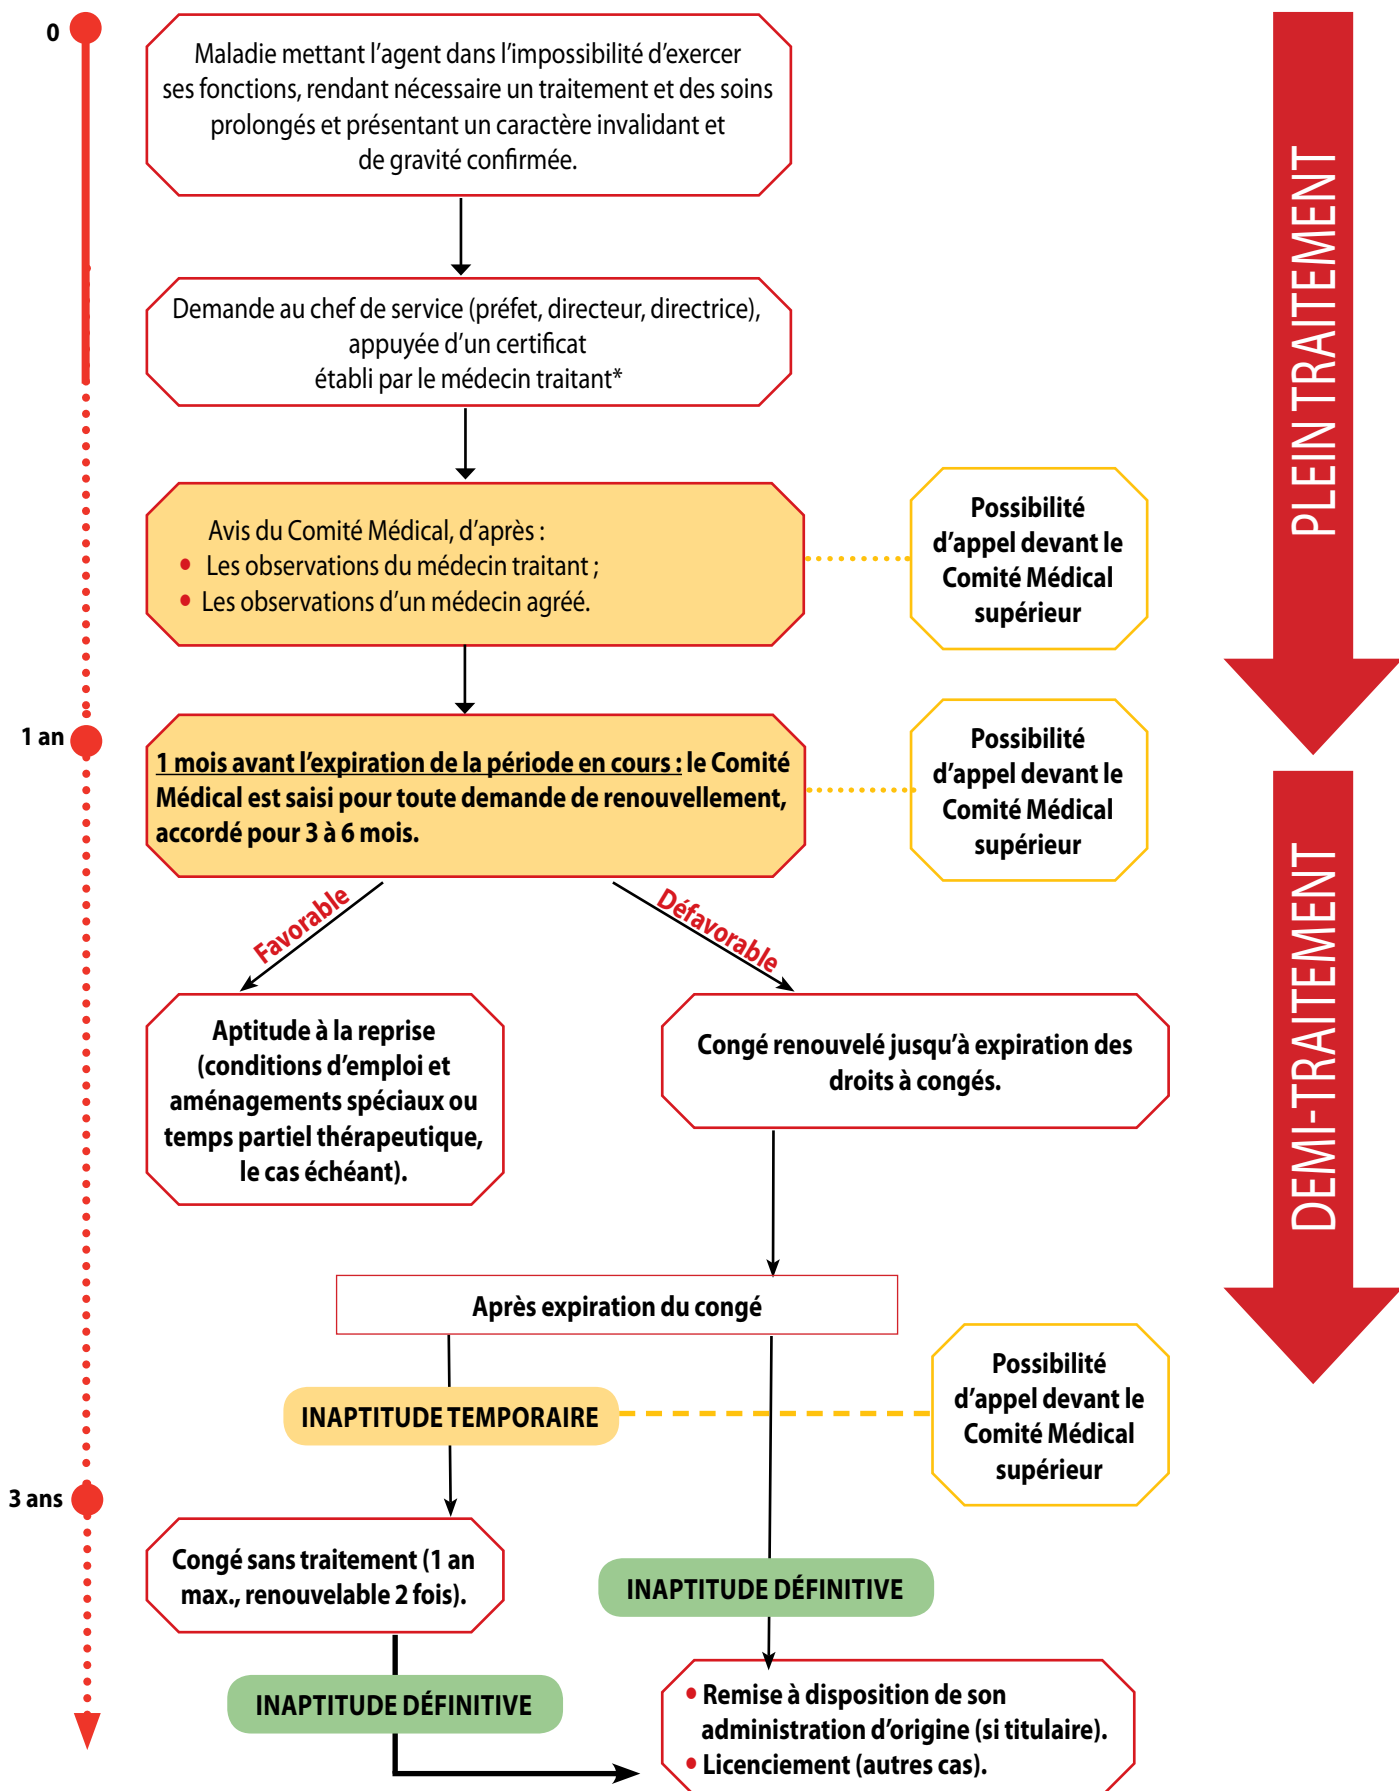 0
Maladie mettant l’agent dans l’impossibilité d’exercer
ses fonctions, rendant nécessaire un traitement et des soins
prolongés et présentant un caractère invalidant et
de gravité confirmée.
PLEIN TRAITEMENT
Demande au chef de service (préfet, directeur, directrice),
appuyée d’un certificat
établi par le médecin traitant*
Avis du Comité Médical, d’après :
• Les observations du médecin traitant ;
• Les observations d’un médecin agréé.
Possibilité
d’appel devant le
Comité Médical
supérieur
1 an
1 mois avant l’expiration de la période en cours : le Comité
Médical est saisi pour toute demande de renouvellement,
accordé pour 3 à 6 mois.
Possibilité
d’appel devant le
Comité Médical
supérieur
DEMI-TRAITEMENT
Favorable
Défavorable
Aptitude à la reprise
(conditions d’emploi et
aménagements spéciaux ou
temps partiel thérapeutique,
le cas échéant).
Congé renouvelé jusqu’à expiration des
droits à congés.
Après expiration du congé
INAPTITUDE TEMPORAIRE
Possibilité
d’appel devant le
Comité Médical
supérieur
3 ans
Congé sans traitement (1 an
max., renouvelable 2 fois).
INAPTITUDE DÉFINITIVE
INAPTITUDE DÉFINITIVE
• Remise à disposition de son
administration d’origine (si titulaire).
• Licenciement (autres cas).